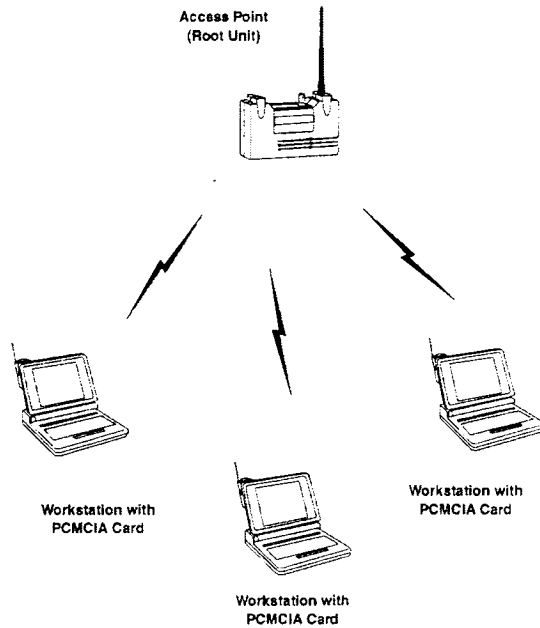 Access Point
(Root Unit)
Workstation with
PCMCIA Card
Workstation with
PCMCIA Card
Workstation with
PCMCIA Card